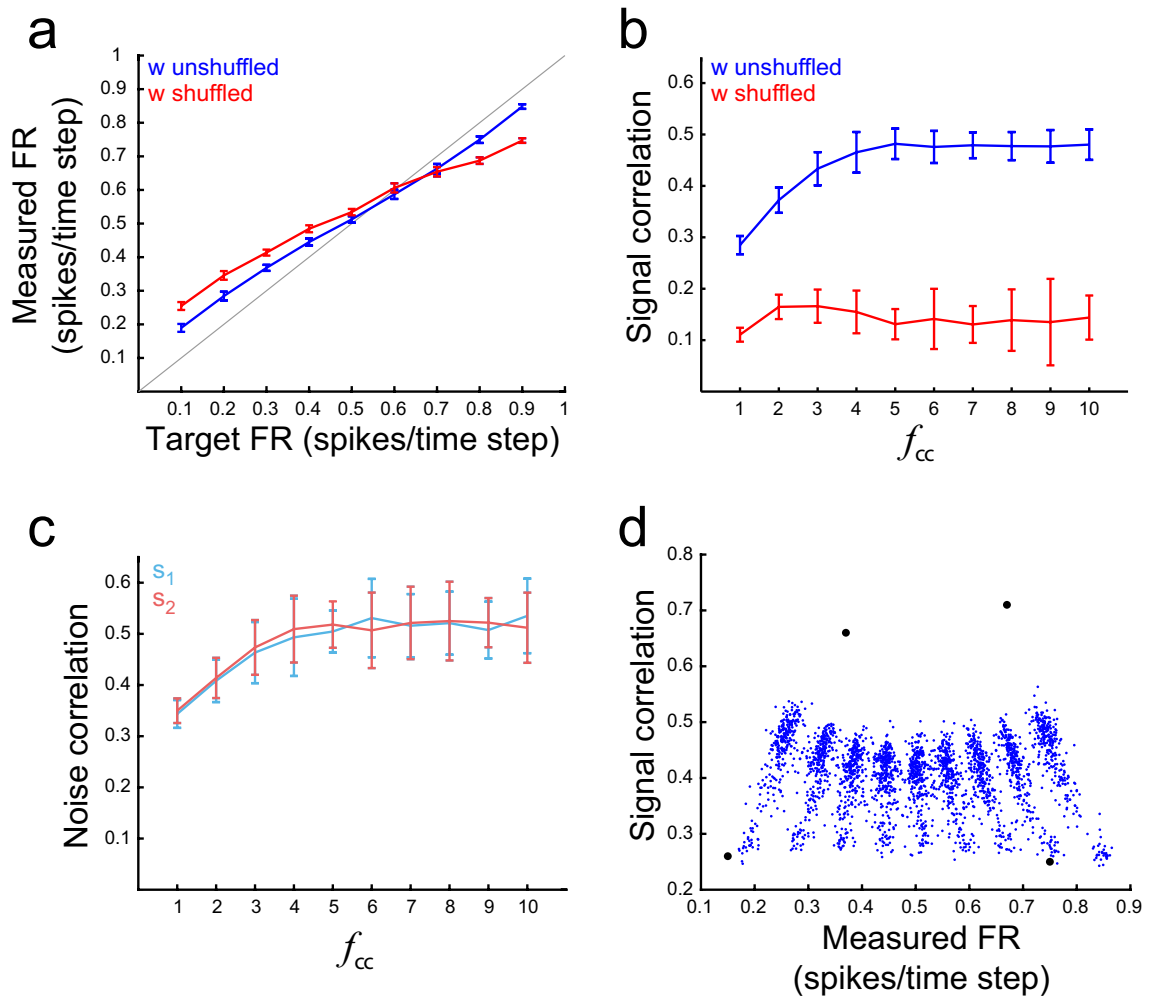 a
w unshuffled
w shuffled
Measured FR
(spikes/time step)
1
0.9
0.8
0.7
0.6
0.5
0.4
0.3
0.2
0.1
0.1 0.2 0.3 0.4 0.5 0.6 0.7 0.8 0.9 1
Target FR (spikes/time step)
b
w unshuffled
w shuffled
Signal correlation
0.6
0.5
0.4
0.3
0.2
0.1
1 2 3 4 5 6 7 8 9 10
fcc
c
s1
s2
Noise correlation
0.6
0.5
0.4
0.3
0.2
0.1
1 2 3 4 5 6 7 8 9 10
fcc
d
Signal correlation
0.8
0.7
0.6
0.5
0.4
0.3
0.2
0.1 0.2 0.3 0.4 0.5 0.6 0.7 0.8 0.9
Measured FR
(spikes/time step)